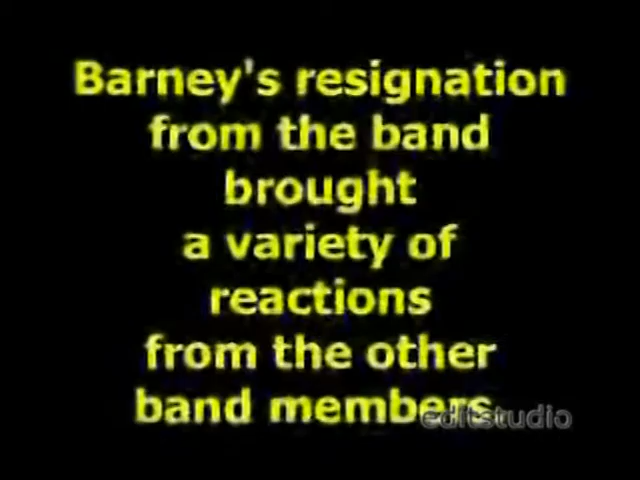 Barney's resignation
from the band
brought
a variety of
reactions
from the other
band members
editstudio